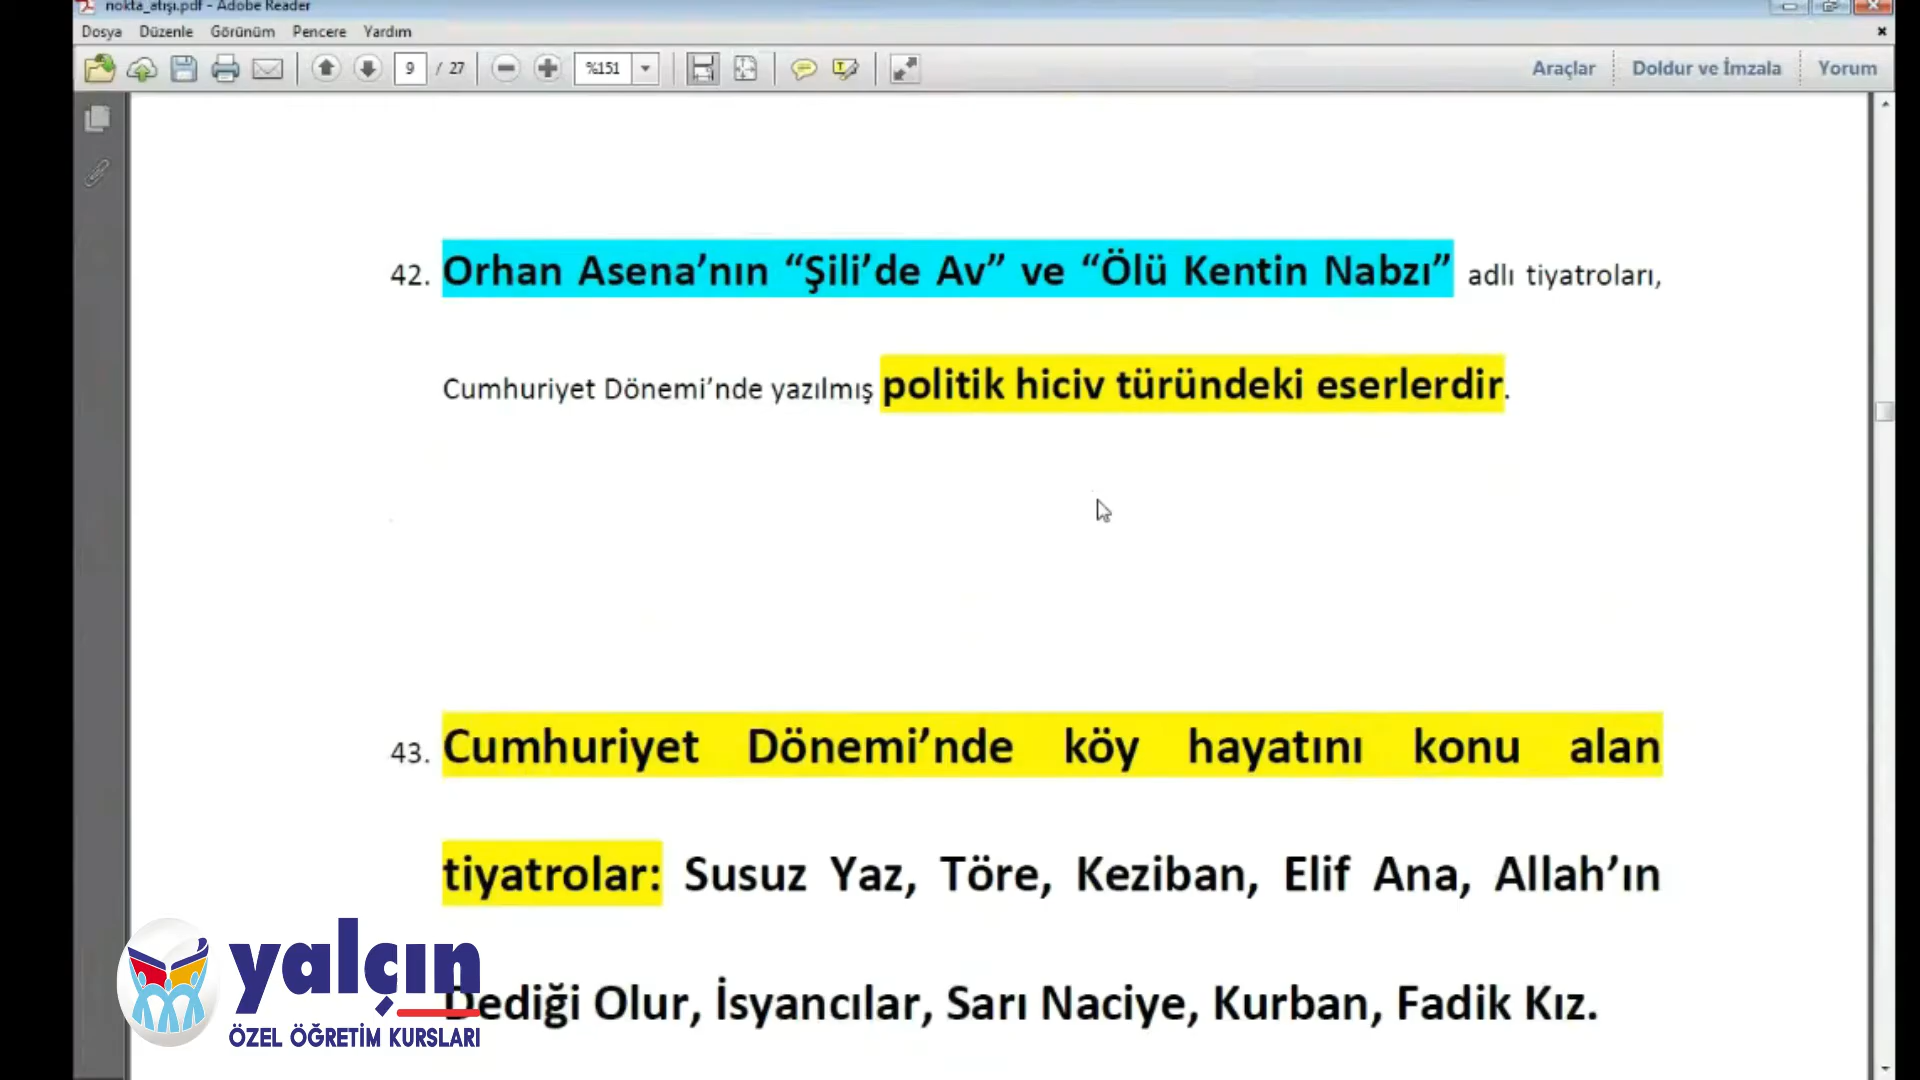 nokta_atışı.pdf - Adobe Reader
Dosya Düzenle Görünüm Pencere Yardım
9 / 27 %151 Araçlar Doldur ve İmzala Yorum
42. Orhan Asena’nın “Şili’de Av” ve “Ölü Kentin Nabzı” adlı tiyatroları,
Cumhuriyet Dönemi’nde yazılmış politik hiciv türündeki eserlerdir.
43. Cumhuriyet Dönemi’nde köy hayatını konu alan
tiyatrolar: Susuz Yaz, Töre, Keziban, Elif Ana, Allah’ın
Dediği Olur, İsyancılar, Sarı Naciye, Kurban, Fadik Kız.
yalçın
ÖZEL ÖĞRETİM KURSLARI